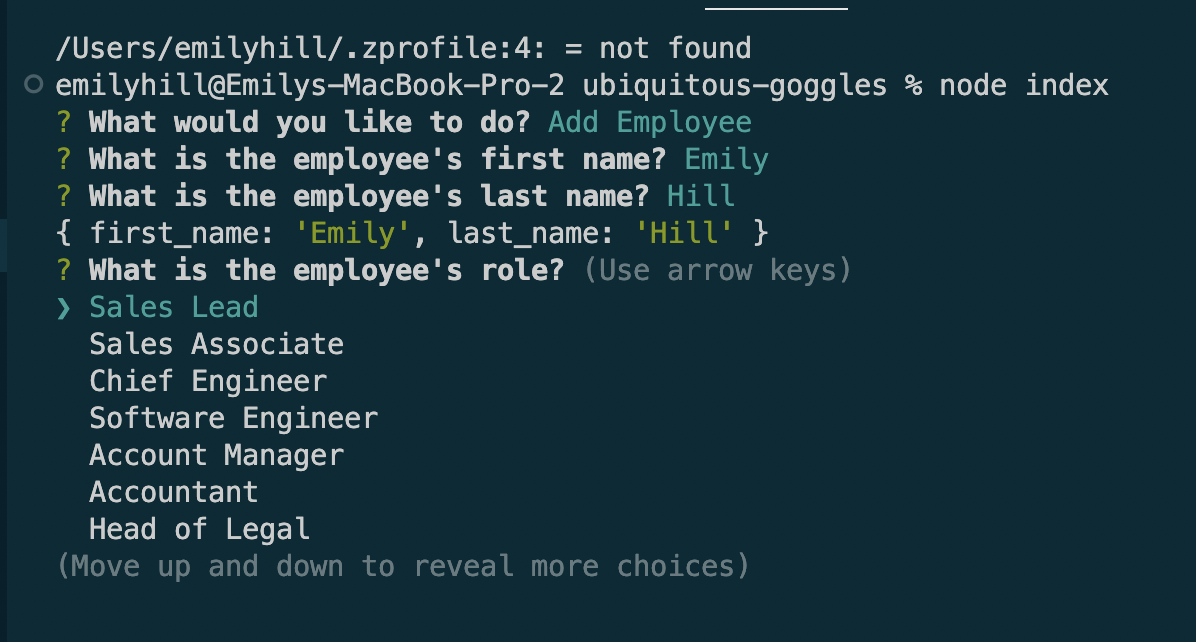 /Users/emilyhill/.zprofile:4: = not found
emilyhill@Emilys-MacBook-Pro-2 ubiquitous-goggles % node index
? What would you like to do? Add Employee
? What is the employee's first name? Emily
? What is the employee's last name? Hill
{ first_name: 'Emily', last_name: 'Hill' }
? What is the employee's role? (Use arrow keys)
❯ Sales Lead
Sales Associate
Chief Engineer
Software Engineer
Account Manager
Accountant
Head of Legal
(Move up and down to reveal more choices)